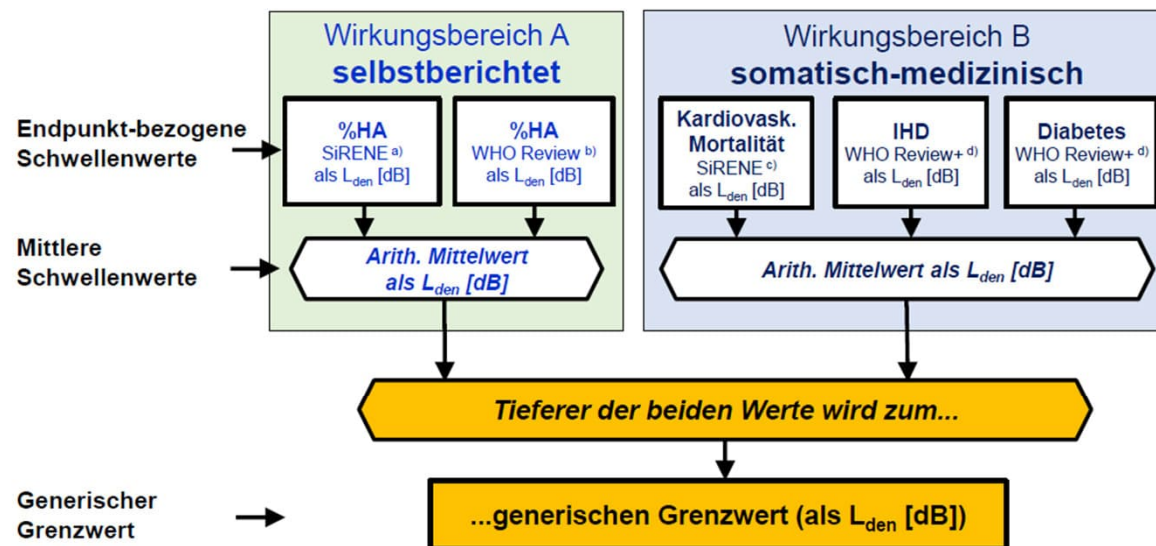 Wirkungsbereich A
selbstberichtet
Wirkungsbereich B
somatisch-medizinisch
Endpunkt-bezogene
Schwellenwerte
%HA
SiRENE a)
als Lden [dB]
%HA
WHO Review b)
als Lden [dB]
Kardiovask.
Mortalität
SiRENE c)
als Lden [dB]
IHD
WHO Review+ d)
als Lden [dB]
Diabetes
WHO Review+ d)
als Lden [dB]
Mittlere
Schwellenwerte
Arith. Mittelwert
als Lden [dB]
Arith. Mittelwert als Lden [dB]
Tieferer der beiden Werte wird zum...
Generischer
Grenzwert
...generischen Grenzwert (als Lden [dB])